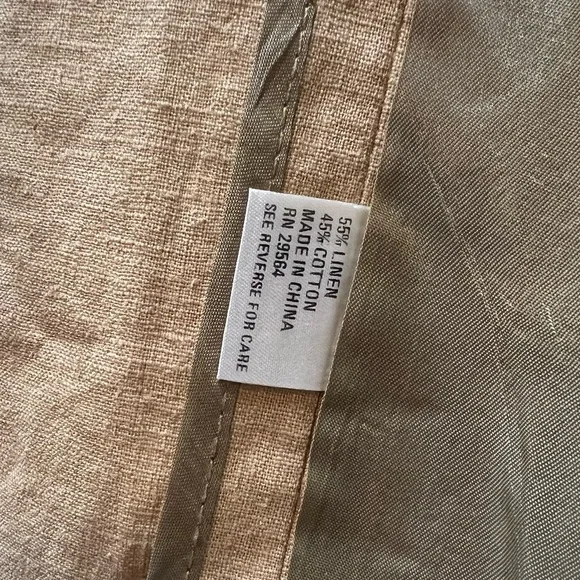 55% LINEN
45% COTTON
MADE IN CHINA
RN 29564
SEE REVERSE FOR CARE